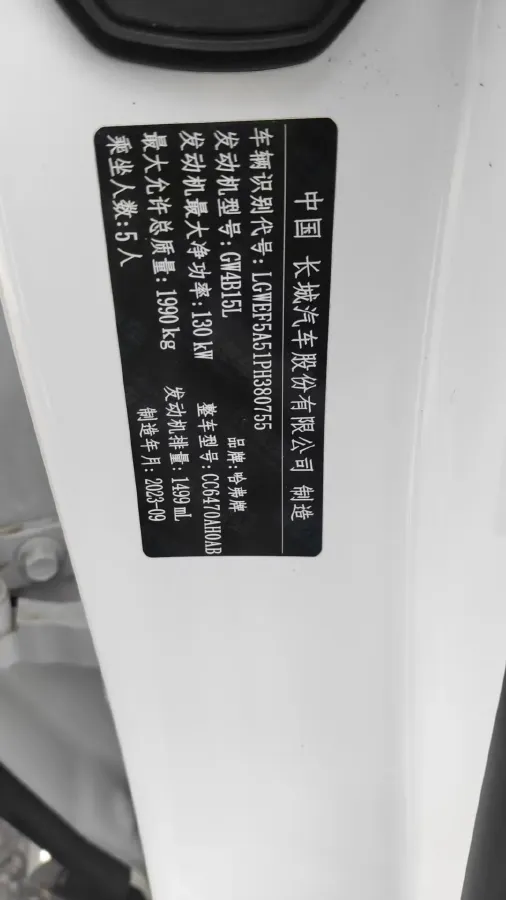 中国 长城汽车股份有限公司 制造
车辆识别代号: LGWEF5A51PH380755
品牌: 哈弗牌
发动机型号: GW4B15L
整车型号: CC6470AH0AB
发动机最大净功率: 130 kW
发动机排量: 1499 mL
最大允许总质量: 1990 kg
制造年月: 2023-09
乘坐人数: 5 人